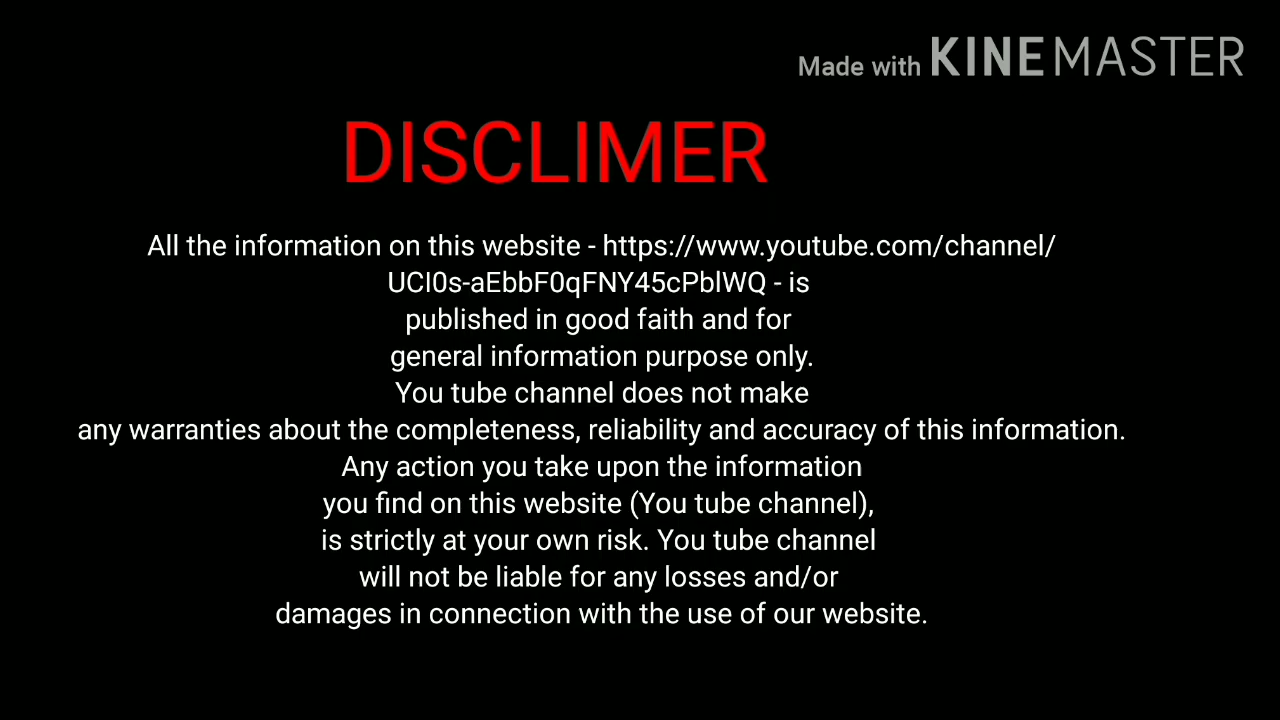 Made with KINEMASTER
DISCLIMER
All the information on this website - https://www.youtube.com/channel/
UCI0s-aEbbF0qFNY45cPblWQ - is
published in good faith and for
general information purpose only.
You tube channel does not make
any warranties about the completeness, reliability and accuracy of this information.
Any action you take upon the information
you find on this website (You tube channel),
is strictly at your own risk. You tube channel
will not be liable for any losses and/or
damages in connection with the use of our website.